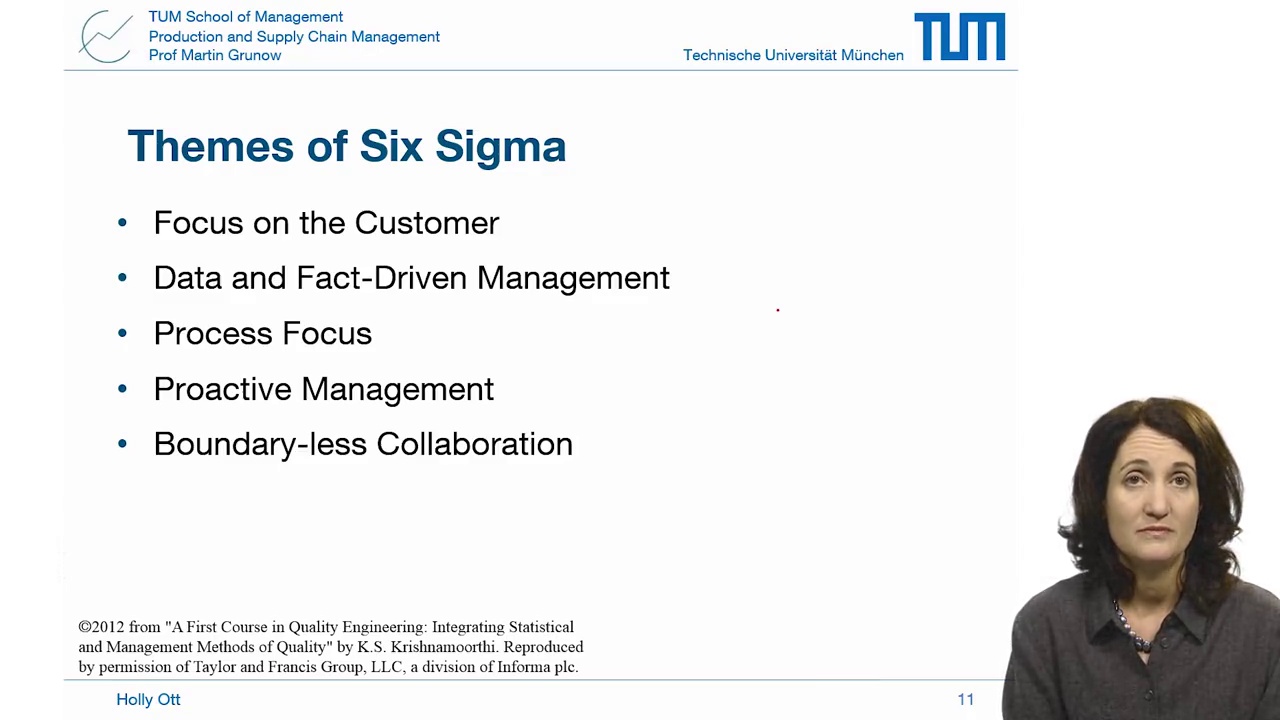 TUM School of Management
Production and Supply Chain Management
Prof Martin Grunow
Technische Universität München
TUM
Themes of Six Sigma
• Focus on the Customer
• Data and Fact-Driven Management
• Process Focus
• Proactive Management
• Boundary-less Collaboration
©2012 from "A First Course in Quality Engineering: Integrating Statistical
and Management Methods of Quality" by K.S. Krishnamoorthi. Reproduced
by permission of Taylor and Francis Group, LLC, a division of Informa plc.
Holly Ott
11